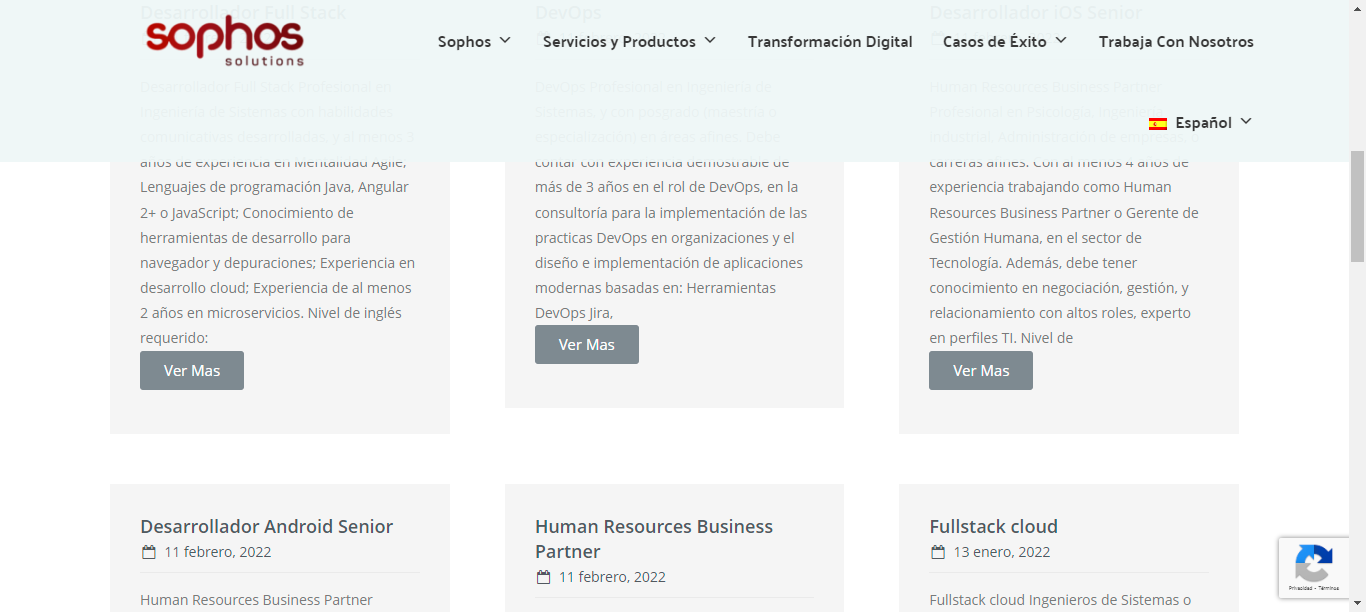 Desarrollador Full Stack
DevOps
Desarrollador iOS Senior
sophos
solutions
Sophos
Servicios y Productos
Transformación Digital
Casos de Éxito
Trabaja Con Nosotros
Español
Desarrollador Full Stack Profesional en
Ingeniería de Sistemas con habilidades
comunicativas desarrolladas, y al menos 3
años de experiencia en Mentalidad Agile,
Lenguajes de programación Java, Angular
2+ o JavaScript; Conocimiento de
herramientas de desarrollo para
navegador y depuraciones; Experiencia en
desarrollo cloud; Experiencia de al menos
2 años en microservicios. Nivel de inglés
requerido:
Ver Mas
DevOps Profesional en Ingeniería de
Sistemas, y con posgrado (maestría o
especialización) en áreas afines. Debe
contar con experiencia demostrable de
más de 3 años en el rol de DevOps, en la
consultoría para la implementación de las
practicas DevOps en organizaciones y el
diseño e implementación de aplicaciones
modernas basadas en: Herramientas
DevOps Jira,
Ver Mas
Human Resources Business Partner
Profesional en Psicología, Ingeniería
Industrial, Administración de empresas, o
carreras afines. Con al menos 4 años de
experiencia trabajando como Human
Resources Business Partner o Gerente de
Gestión Humana, en el sector de
Tecnología. Además, debe tener
conocimiento en negociación, gestión, y
relacionamiento con altos roles, experto
en perfiles TI. Nivel de
Ver Mas
Desarrollador Android Senior
11 febrero, 2022
Human Resources Business Partner
Human Resources Business
Partner
11 febrero, 2022
Fullstack cloud
13 enero, 2022
Fullstack cloud Ingenieros de Sistemas o
Privacidad - Términos